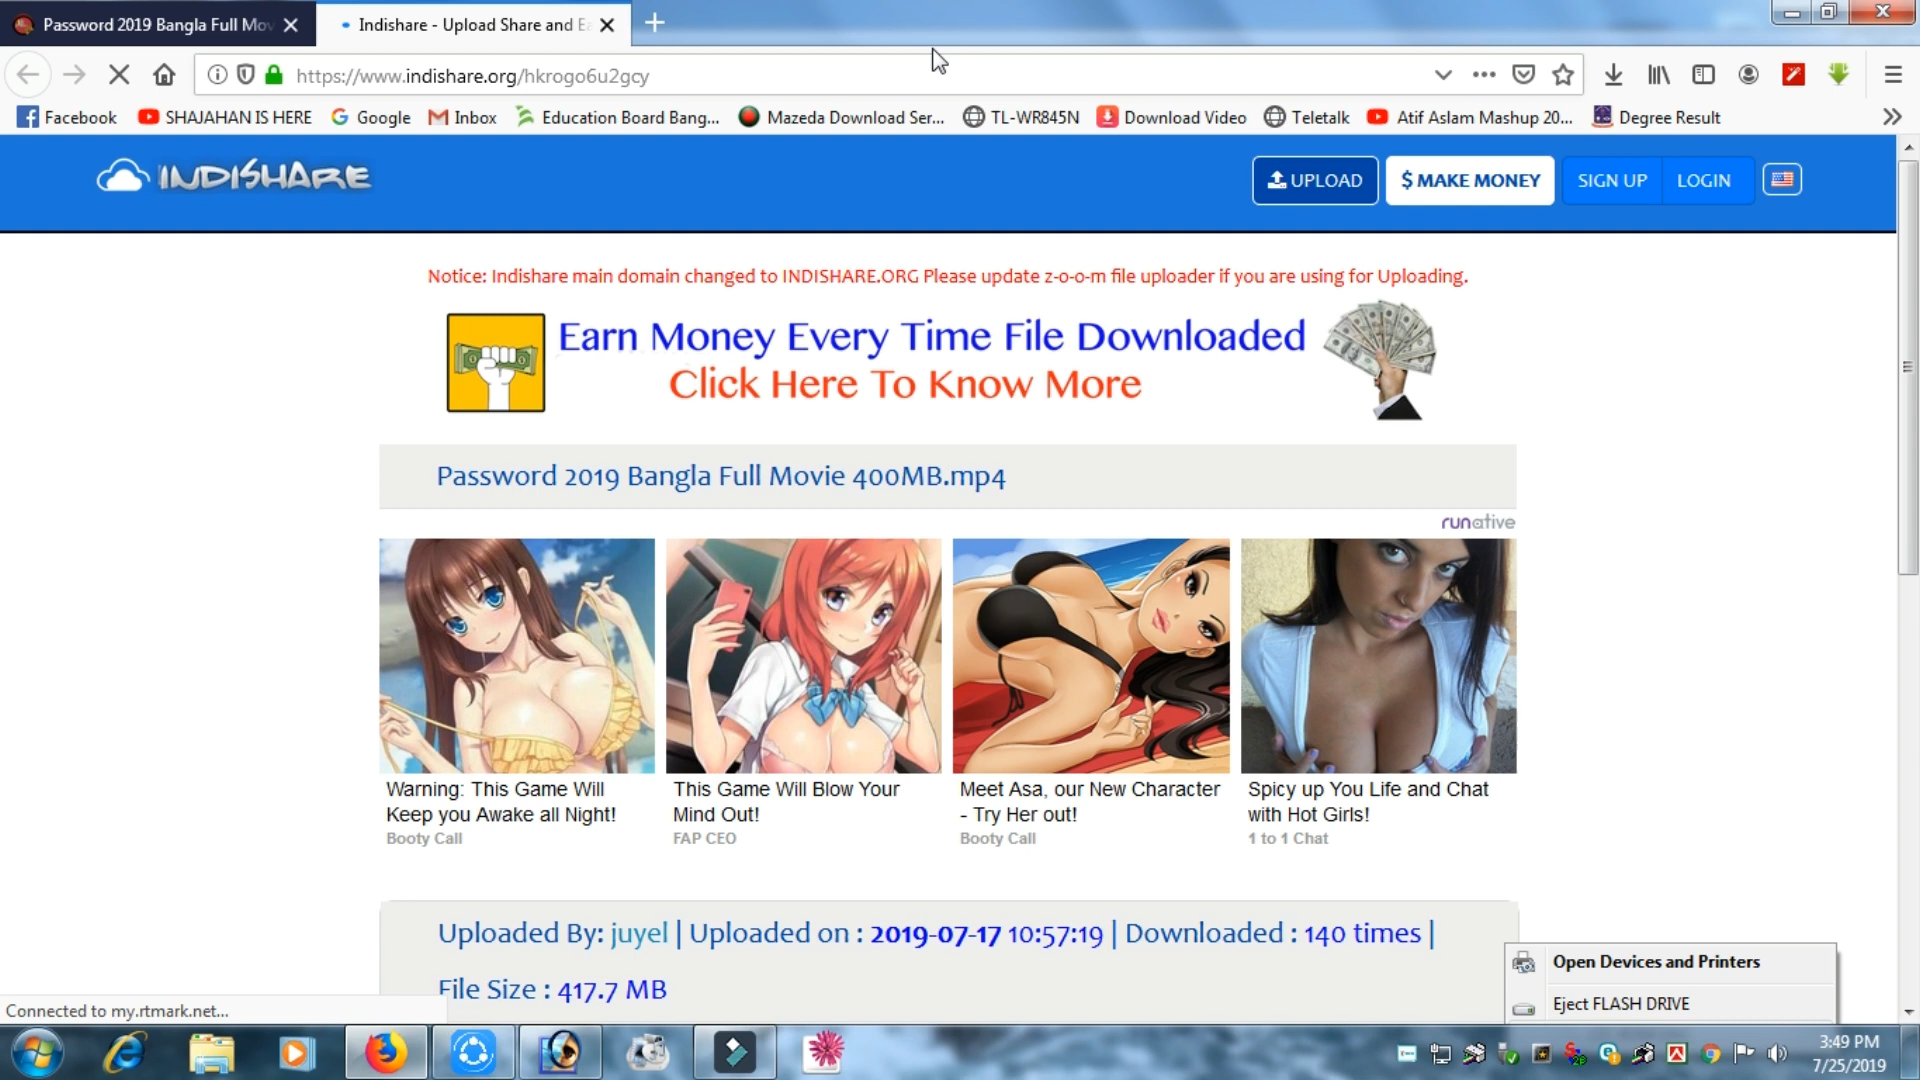 Password 2019 Bangla Full Mov
Indishare - Upload Share and Ea
https://www.indishare.org/hkrogo6u2gcy
Facebook
SHAJAHAN IS HERE
Google
Inbox
Education Board Bang...
Mazeda Download Ser...
TL-WR845N
Download Video
Teletalk
Atif Aslam Mashup 20...
Degree Result
INDISHARE
UPLOAD
$ MAKE MONEY
SIGN UP
LOGIN
Notice: Indishare main domain changed to INDISHARE.ORG Please update z-o-o-m file uploader if you are using for Uploading.
Earn Money Every Time File Downloaded
Click Here To Know More
Password 2019 Bangla Full Movie 400MB.mp4
runative
Warning: This Game Will
Keep you Awake all Night!
Booty Call
This Game Will Blow Your
Mind Out!
FAP CEO
Meet Asa, our New Character
- Try Her out!
Booty Call
Spicy up You Life and Chat
with Hot Girls!
1 to 1 Chat
Uploaded By: juyel | Uploaded on : 2019-07-17 10:57:19 | Downloaded : 140 times |
File Size : 417.7 MB
Open Devices and Printers
Eject FLASH DRIVE
Connected to my.rtmark.net...
3:49 PM
7/25/2019